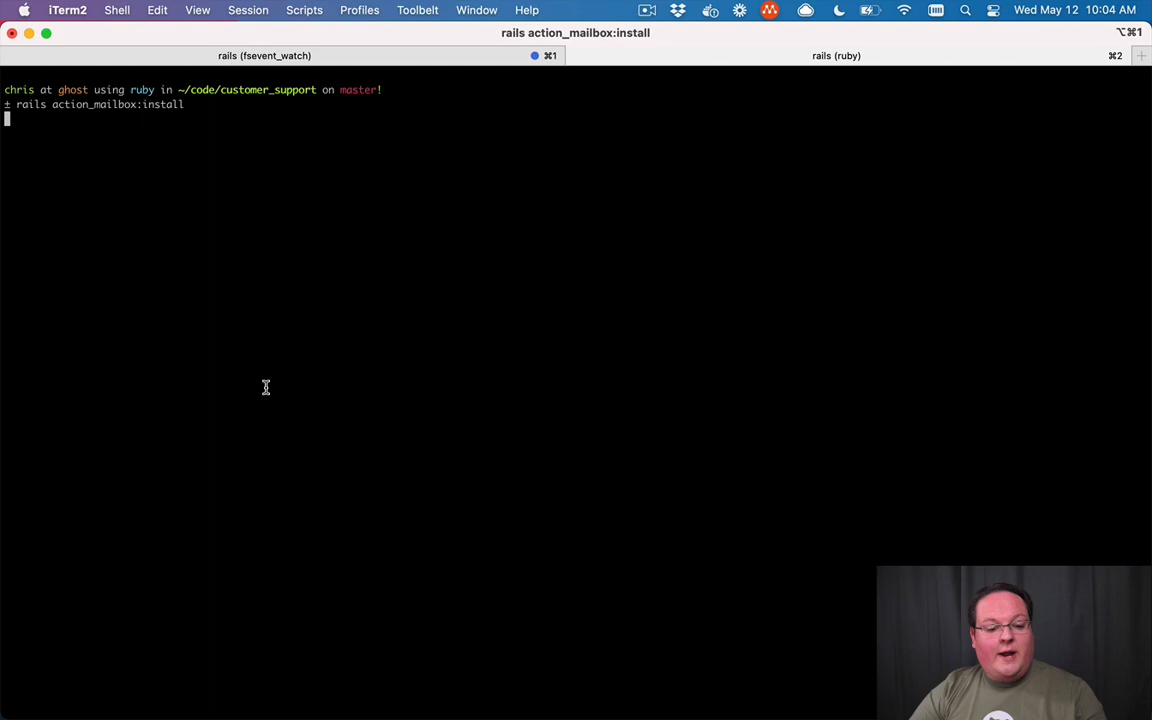 iTerm2 Shell Edit View Session Scripts Profiles Toolbelt Window Help Wed May 12 10:04 AM
rails action_mailbox:install ⌥⌘1
rails (fsevent_watch) ⌘1 rails (ruby) ⌘2 +
chris at ghost using ruby in ~/code/customer_support on master!
± rails action_mailbox:install